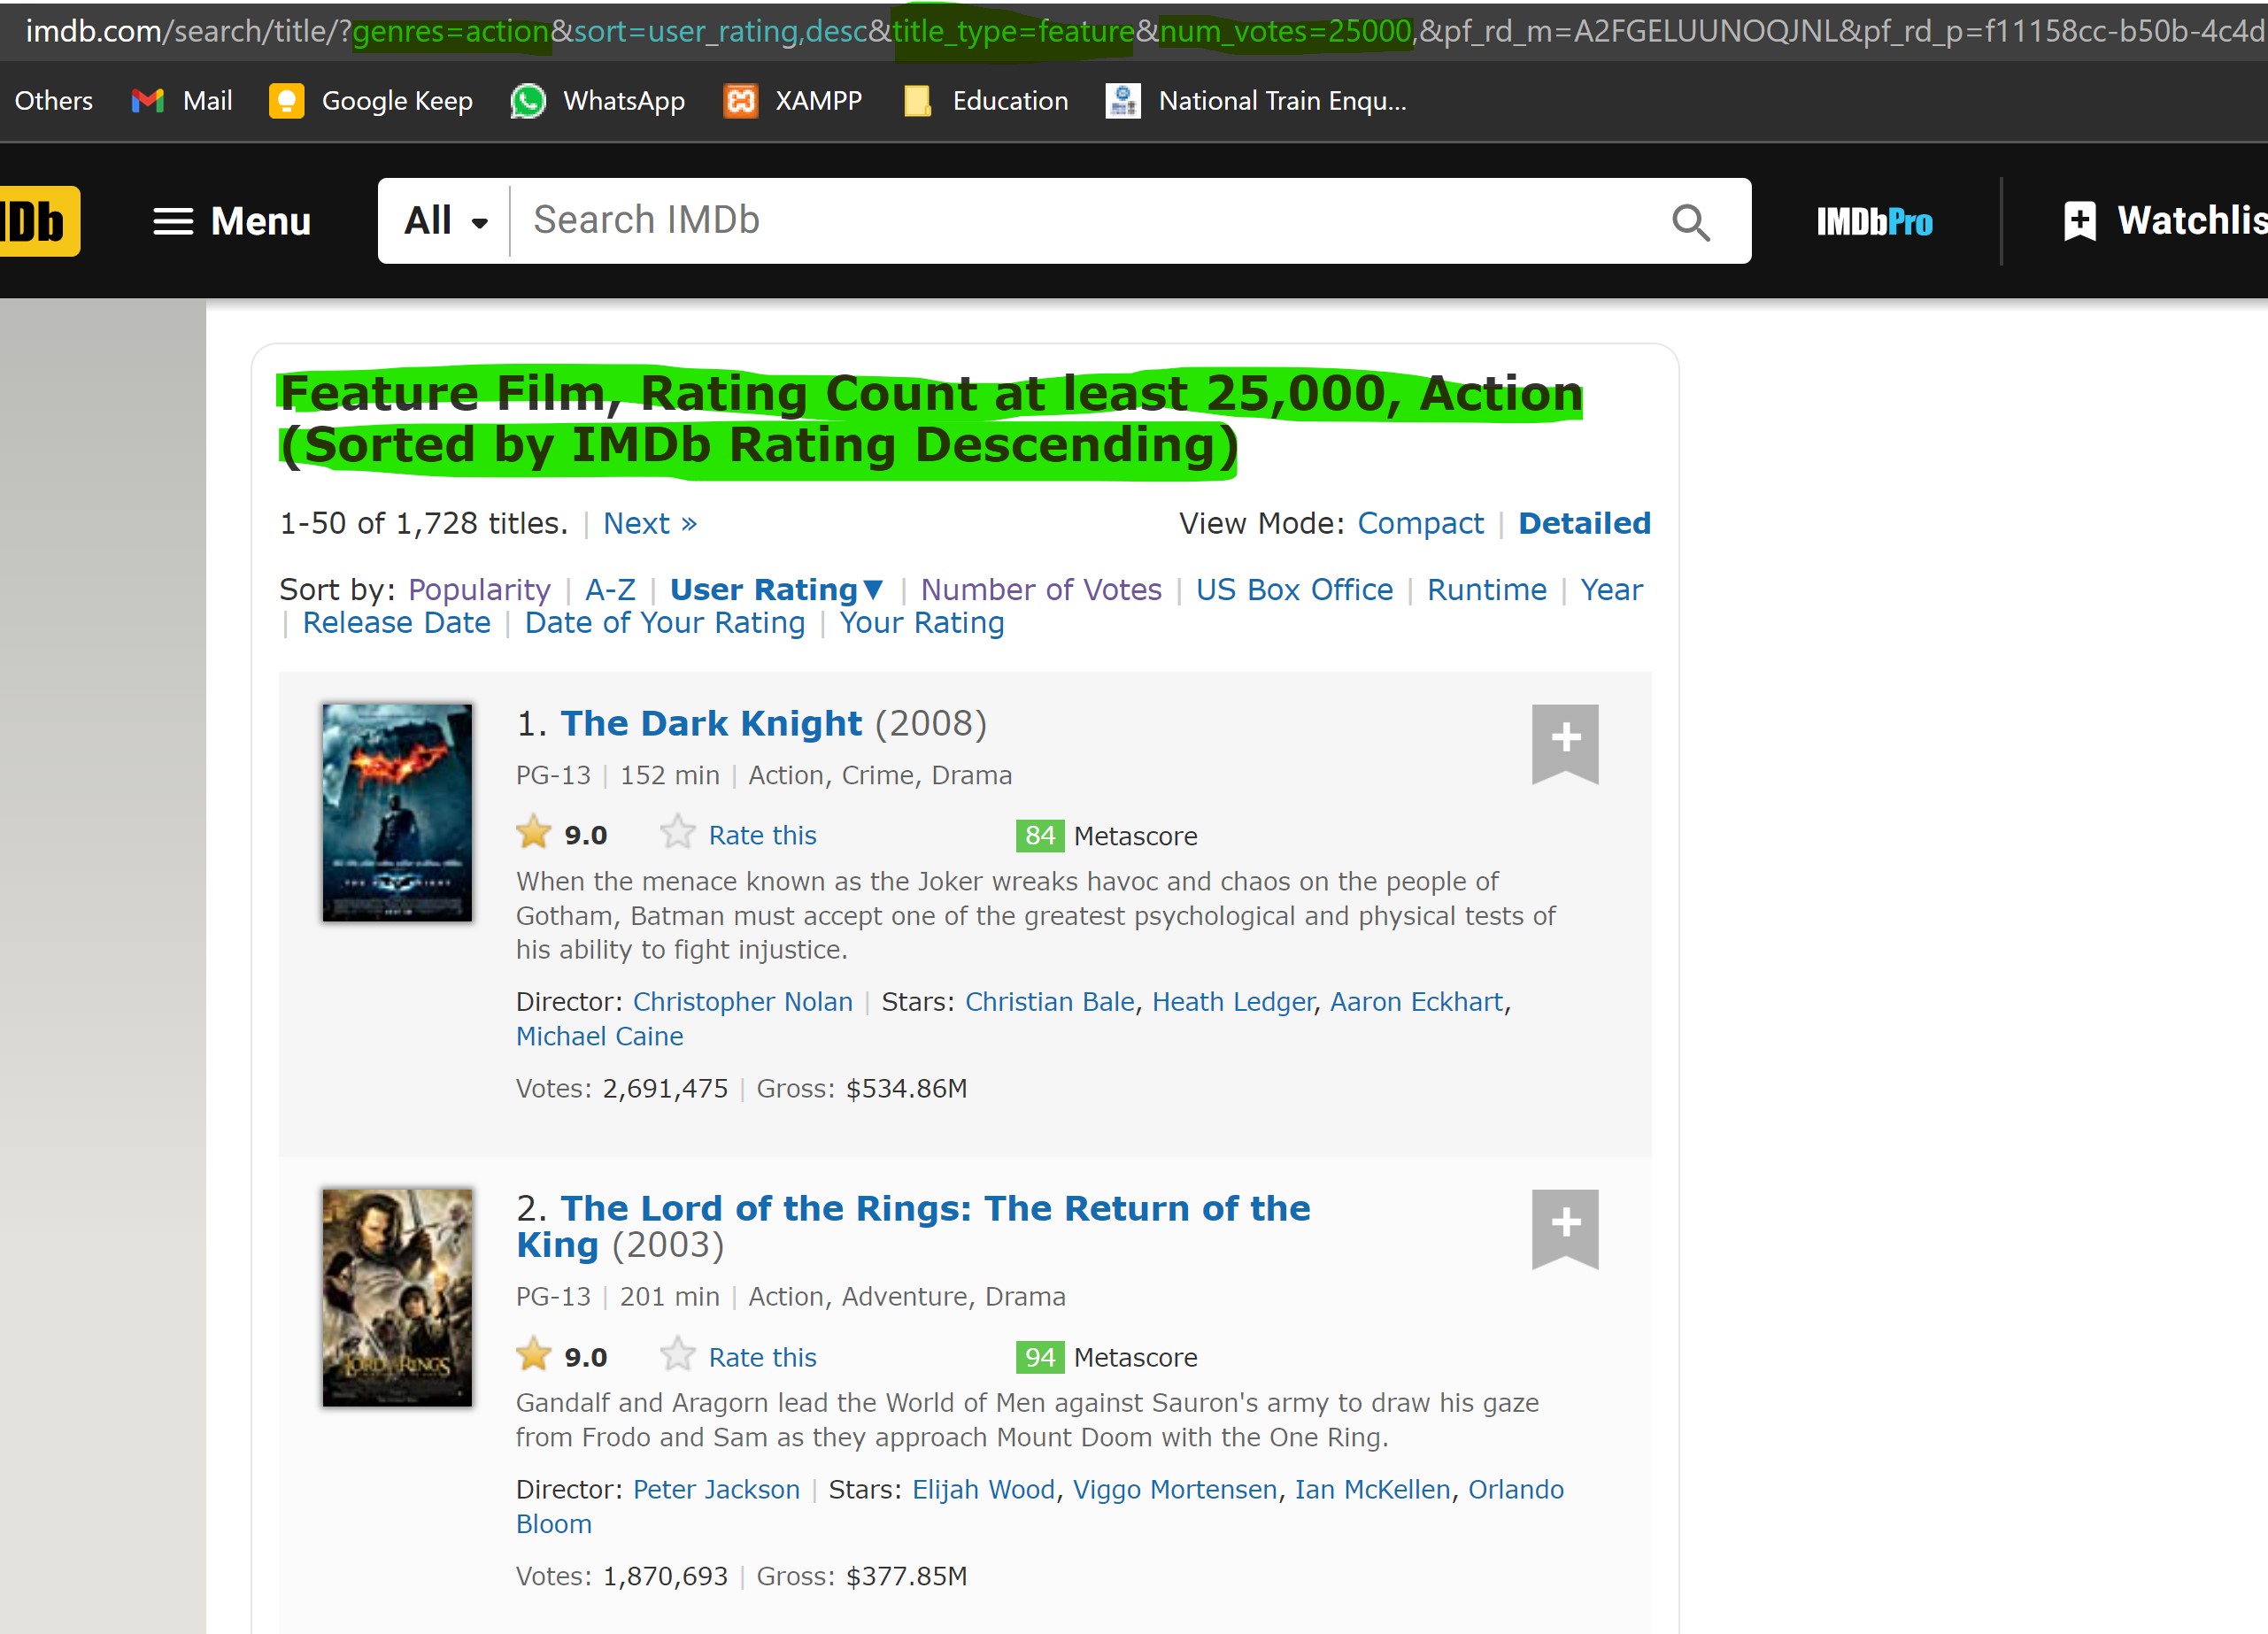 imdb.com/search/title/?genres=action&sort=user_rating,desc&title_type=feature&num_votes=25000,&pf_rd_m=A2FGELUUNOQJNL&pf_rd_p=f11158cc-b50b-4c4d
Others Mail Google Keep WhatsApp XAMPP Education National Train Enqu...
IMDb Menu All Search IMDb IMDbPro Watchlis
Feature Film, Rating Count at least 25,000, Action
(Sorted by IMDb Rating Descending)
1-50 of 1,728 titles. | Next » View Mode: Compact | Detailed
Sort by: Popularity | A-Z | User Rating▼ | Number of Votes | US Box Office | Runtime | Year
| Release Date | Date of Your Rating | Your Rating
1. The Dark Knight (2008)
PG-13 | 152 min | Action, Crime, Drama
9.0 Rate this 84 Metascore
When the menace known as the Joker wreaks havoc and chaos on the people of
Gotham, Batman must accept one of the greatest psychological and physical tests of
his ability to fight injustice.
Director: Christopher Nolan | Stars: Christian Bale, Heath Ledger, Aaron Eckhart,
Michael Caine
Votes: 2,691,475 | Gross: $534.86M
2. The Lord of the Rings: The Return of the
King (2003)
PG-13 | 201 min | Action, Adventure, Drama
9.0 Rate this 94 Metascore
Gandalf and Aragorn lead the World of Men against Sauron's army to draw his gaze
from Frodo and Sam as they approach Mount Doom with the One Ring.
Director: Peter Jackson | Stars: Elijah Wood, Viggo Mortensen, Ian McKellen, Orlando
Bloom
Votes: 1,870,693 | Gross: $377.85M